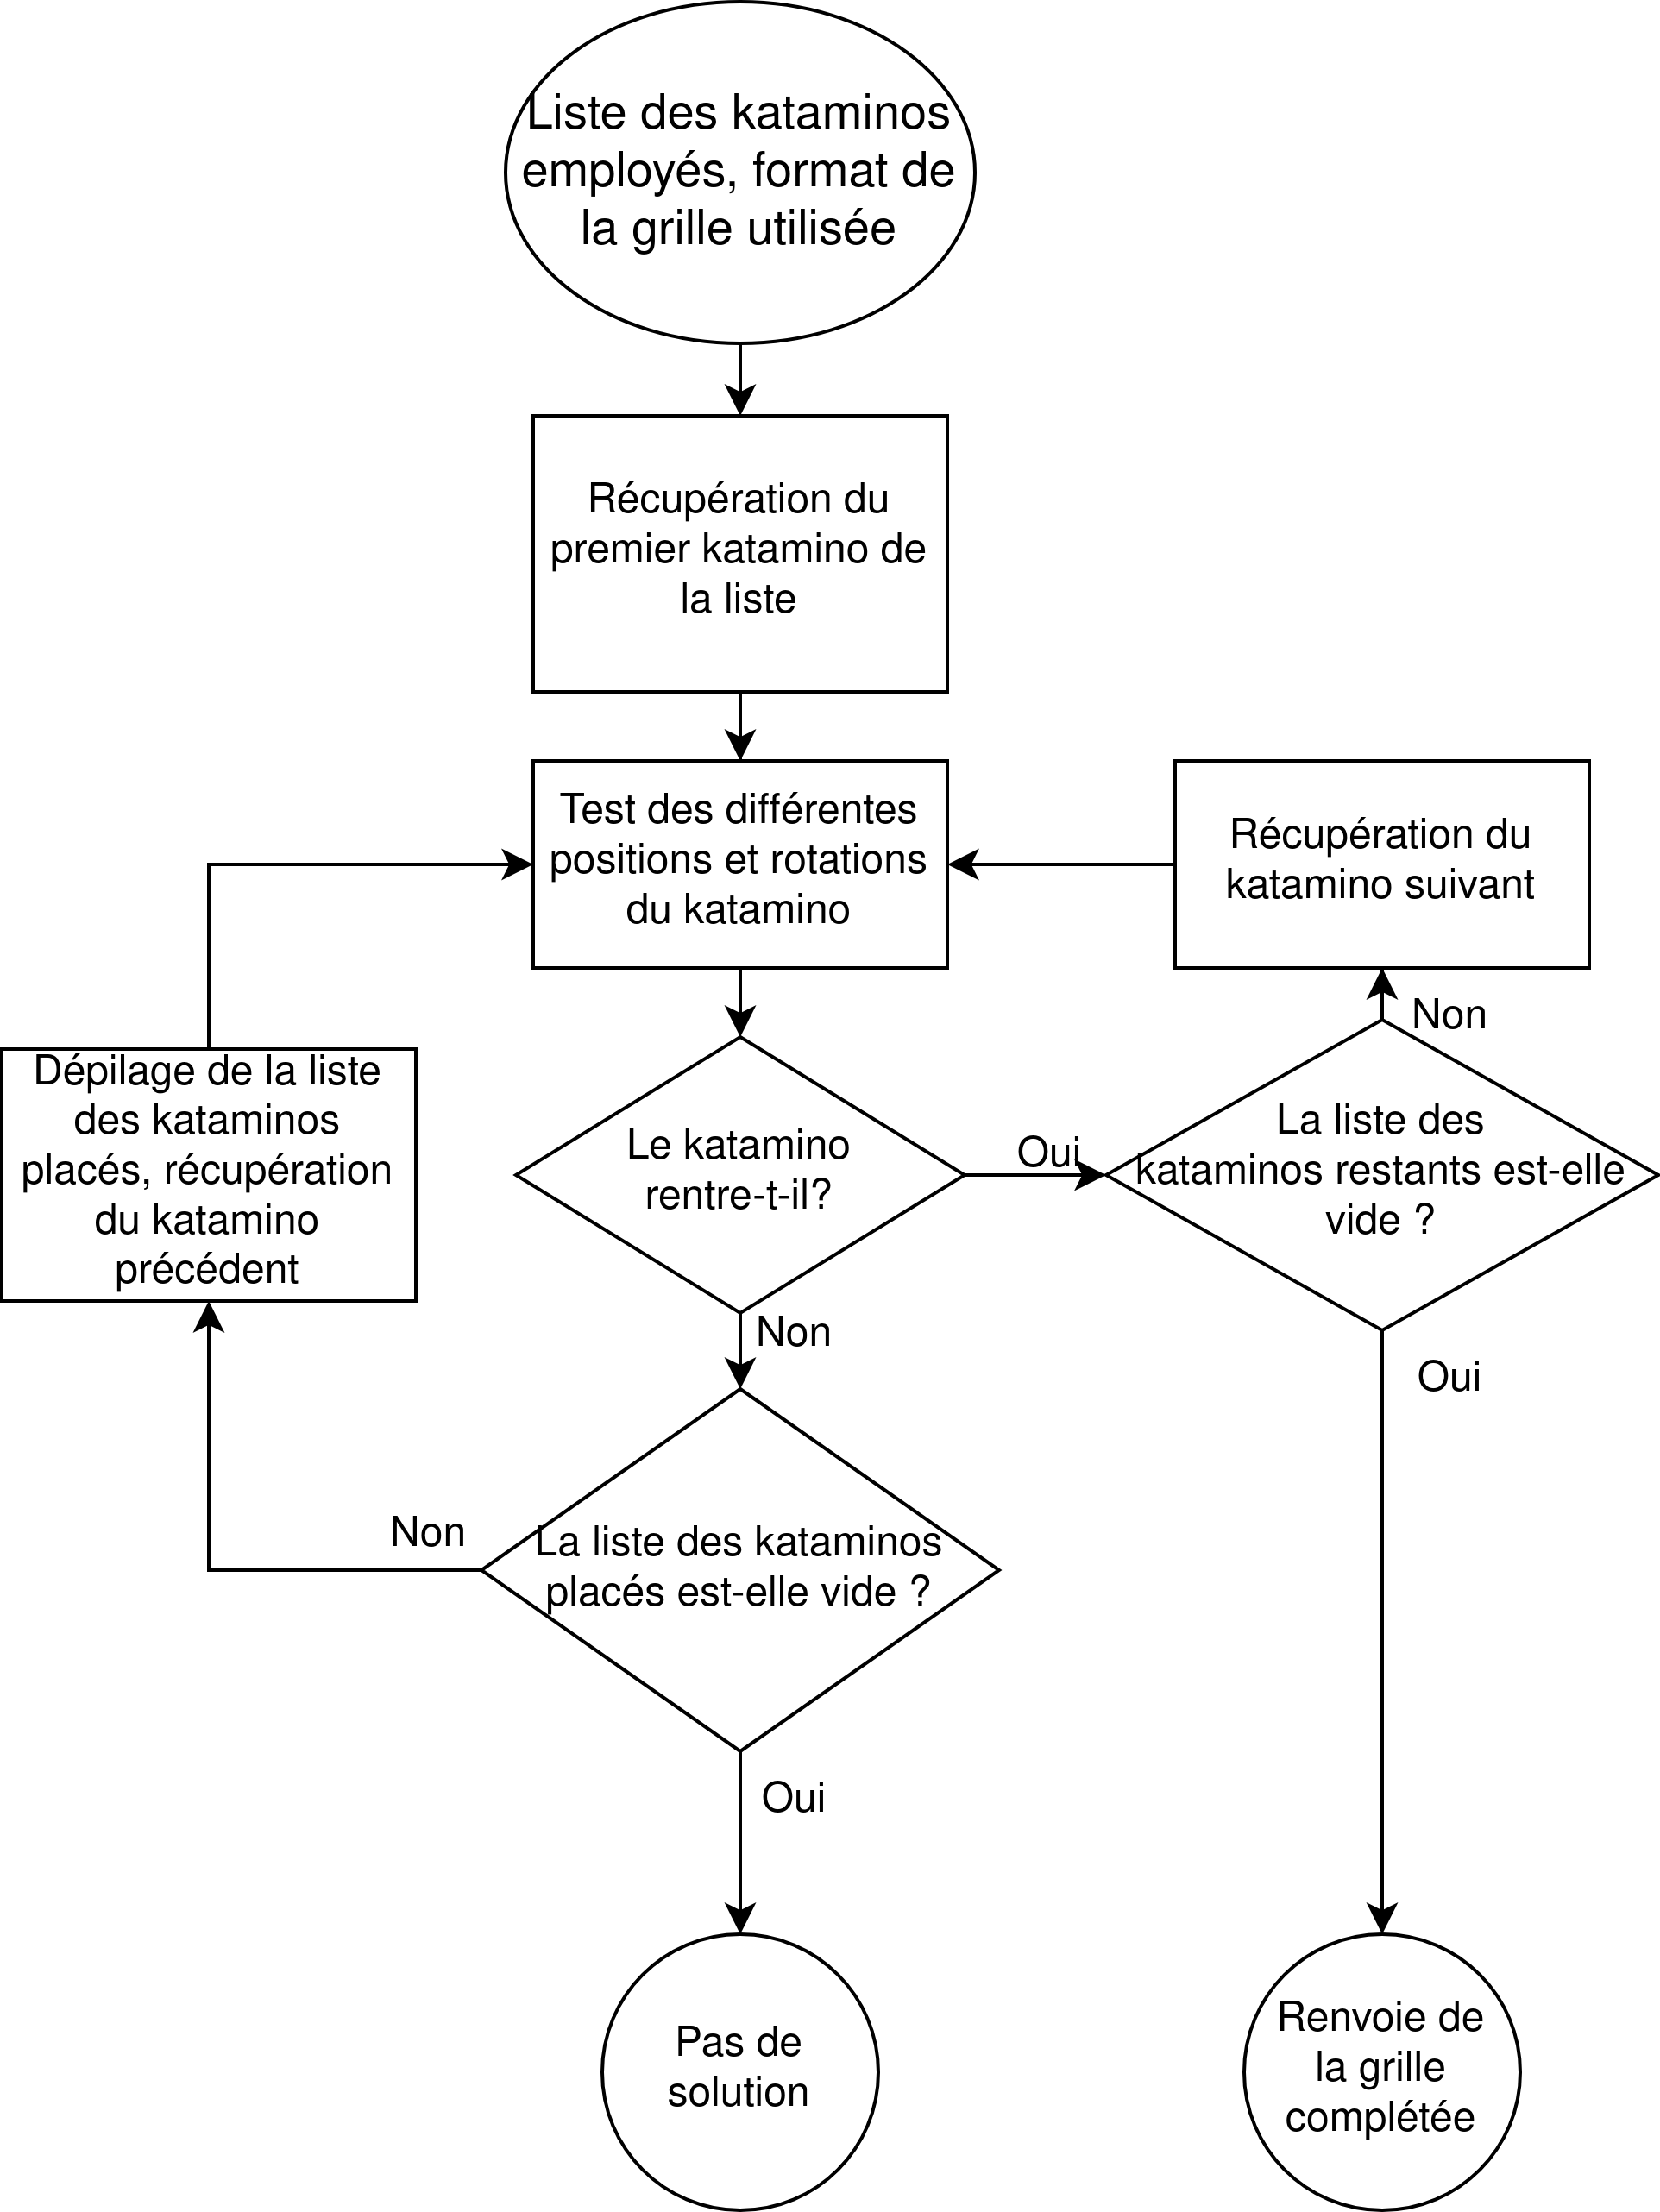 Liste des kataminos
employés, format de
la grille utilisée
Récupération du
premier katamino de
la liste
Test des différentes
positions et rotations
du katamino
Récupération du
katamino suivant
Non
Dépilage de la liste
des kataminos
placés, récupération
du katamino
précédent
Le katamino
rentre-t-il?
Oui
La liste des
kataminos restants est-elle
vide ?
Non
Oui
Non
La liste des kataminos
placés est-elle vide ?
Oui
Pas de
solution
Renvoie de
la grille
complétée